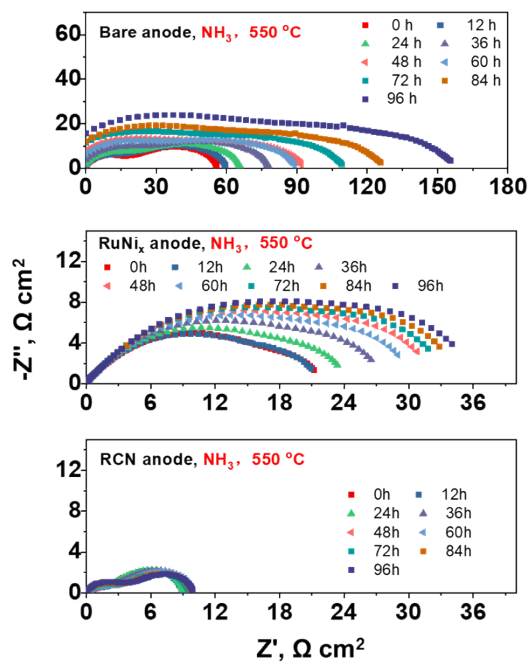 Bare anode, NH₃, 550 °C
0 h 12 h
24 h 36 h
48 h 60 h
72 h 84 h
96 h
60
40
20
0
0 30 60 90 120 150 180
RuNiₓ anode, NH₃, 550 °C
0h 12h 24h 36h
48h 60h 72h 84h 96h
12
8
4
0
0 6 12 18 24 30 36
-Z'', Ω cm²
RCN anode, NH₃, 550 °C
0h 12h
24h 36h
48h 60h
72h 84h
96h
12
8
4
0
0 6 12 18 24 30 36
Z', Ω cm²